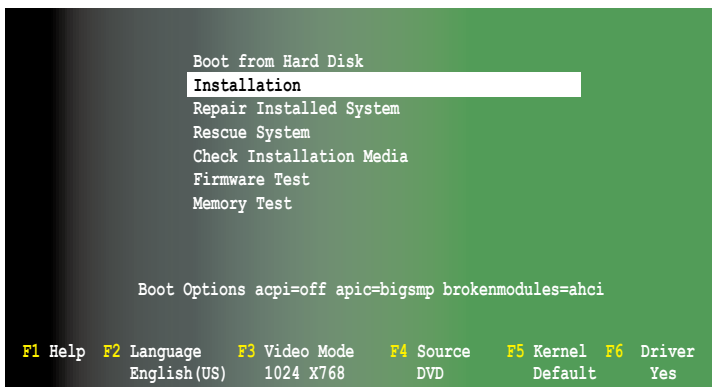 Boot from Hard Disk
Installation
Repair Installed System
Rescue System
Check Installation Media
Firmware Test
Memory Test
Boot Options acpi=off apic=bigsmp brokenmodules=ahci
F1 Help F2 Language F3 Video Mode F4 Source F5 Kernel F6 Driver
English(US) 1024 X768 DVD Default Yes